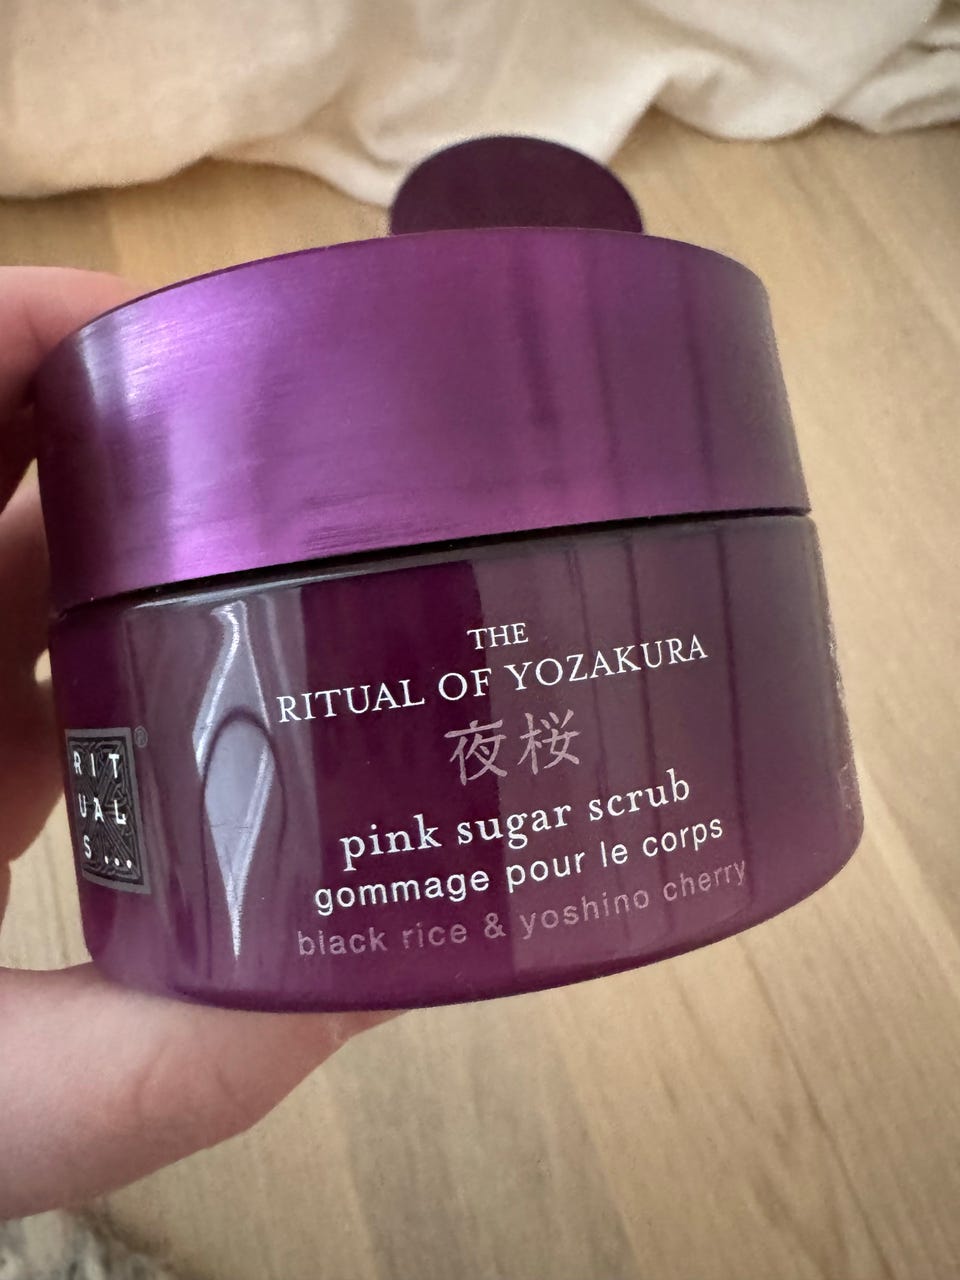 THE
RITUAL OF YOZAKURA
夜桜
pink sugar scrub
gommage pour le corps
black rice & yoshino cherry
RIT
UAL
S...
®